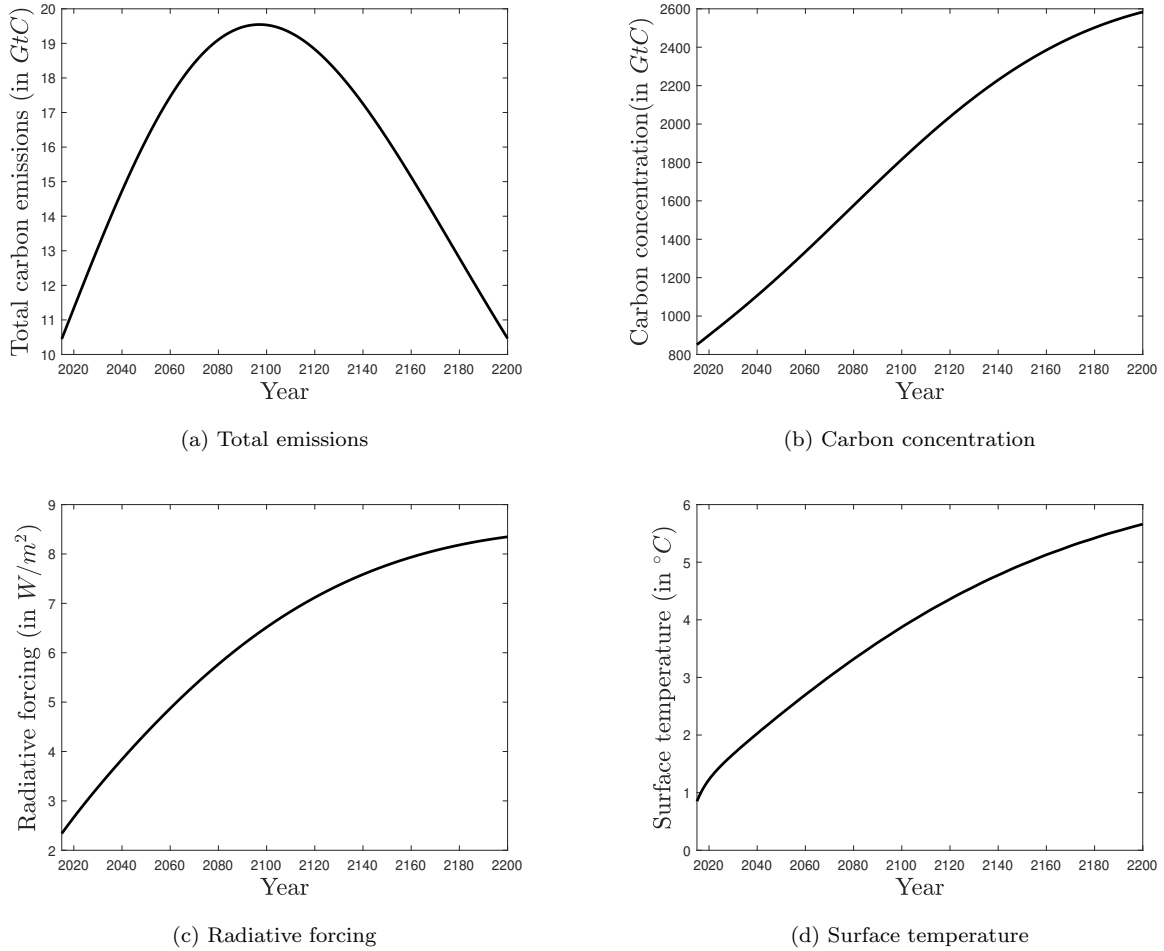 Total carbon emissions (in GtC)
20
19
18
17
16
15
14
13
12
11
10
2020 2040 2060 2080 2100 2120 2140 2160 2180 2200
Year
(a) Total emissions
Carbon concentration(in GtC)
2600
2400
2200
2000
1800
1600
1400
1200
1000
800
2020 2040 2060 2080 2100 2120 2140 2160 2180 2200
Year
(b) Carbon concentration
Radiative forcing (in W/m²)
9
8
7
6
5
4
3
2
2020 2040 2060 2080 2100 2120 2140 2160 2180 2200
Year
(c) Radiative forcing
Surface temperature (in °C)
6
5
4
3
2
1
0
2020 2040 2060 2080 2100 2120 2140 2160 2180 2200
Year
(d) Surface temperature